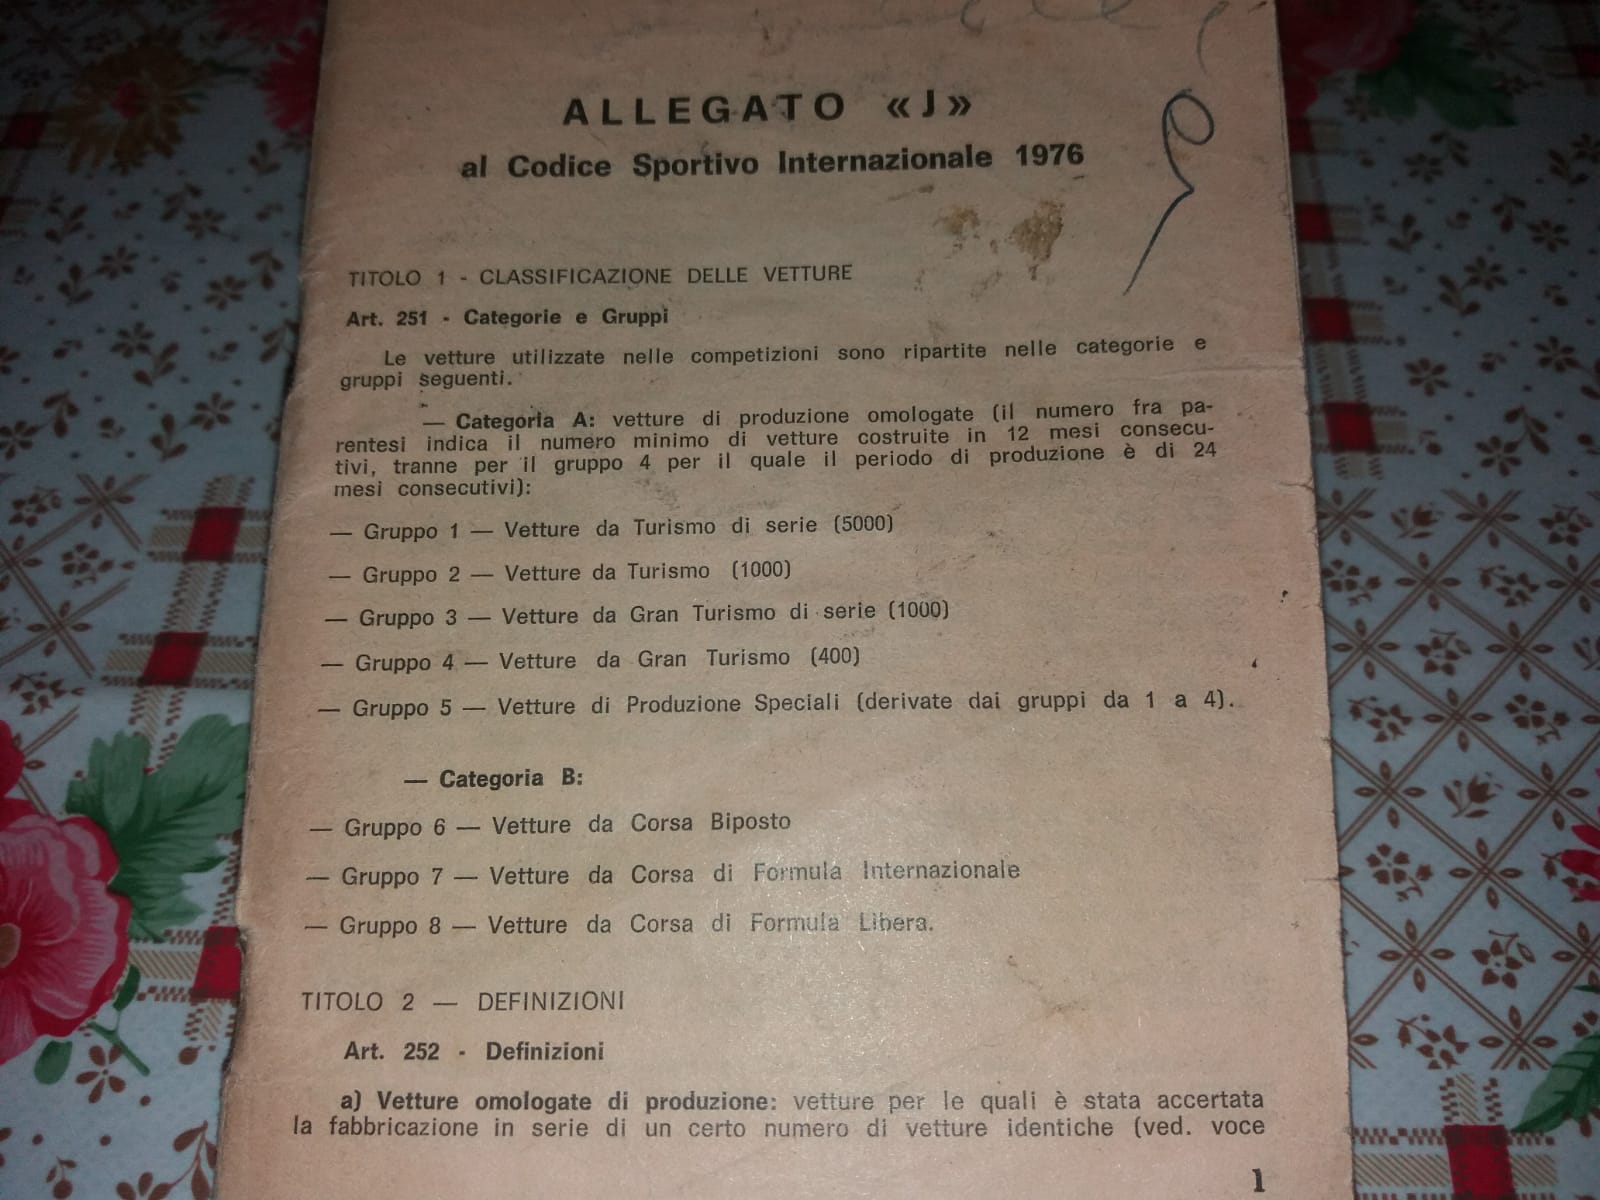 ALLEGATO «J»
al Codice Sportivo Internazionale 1976
TITOLO 1 - CLASSIFICAZIONE DELLE VETTURE
Art. 251 - Categorie e Gruppi
Le vetture utilizzate nelle competizioni sono ripartite nelle categorie e
gruppi seguenti.
— Categoria A: vetture di produzione omologate (il numero fra pa-
rentesi indica il numero minimo di vetture costruite in 12 mesi consecu-
tivi, tranne per il gruppo 4 per il quale il periodo di produzione è di 24
mesi consecutivi):
— Gruppo 1 — Vetture da Turismo di serie (5000)
— Gruppo 2 — Vetture da Turismo (1000)
— Gruppo 3 — Vetture da Gran Turismo di serie (1000)
— Gruppo 4 — Vetture da Gran Turismo (400)
— Gruppo 5 — Vetture di Produzione Speciali (derivate dai gruppi da 1 a 4).
— Categoria B:
— Gruppo 6 — Vetture da Corsa Biposto
— Gruppo 7 — Vetture da Corsa di Formula Internazionale
— Gruppo 8 — Vetture da Corsa di Formula Libera.
TITOLO 2 — DEFINIZIONI
Art. 252 - Definizioni
a) Vetture omologate di produzione: vetture per le quali è stata accertata
la fabbricazione in serie di un certo numero di vetture identiche (ved. voce
1